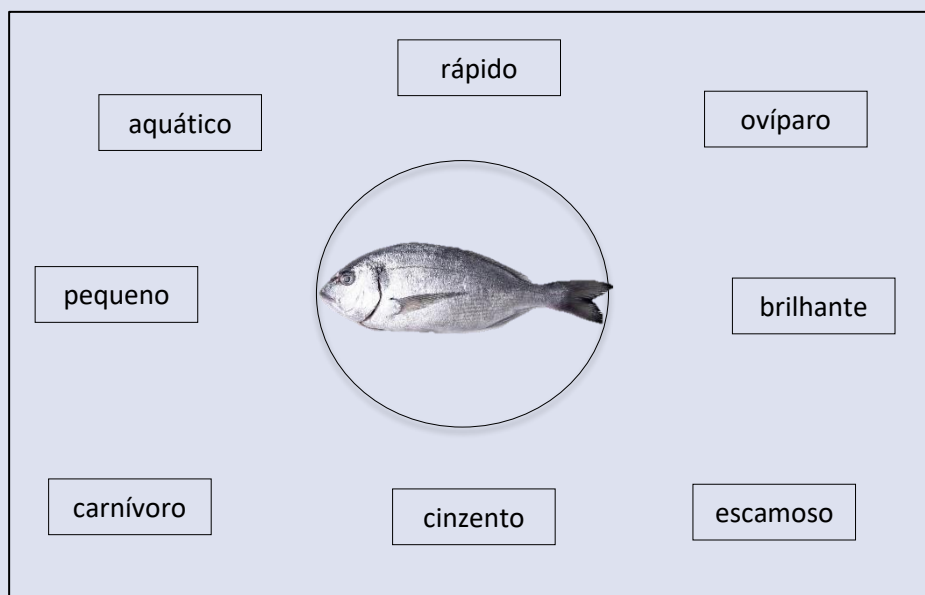 rápido
aquático
ovíparo
pequeno
brilhante
carnívoro
cinzento
escamoso